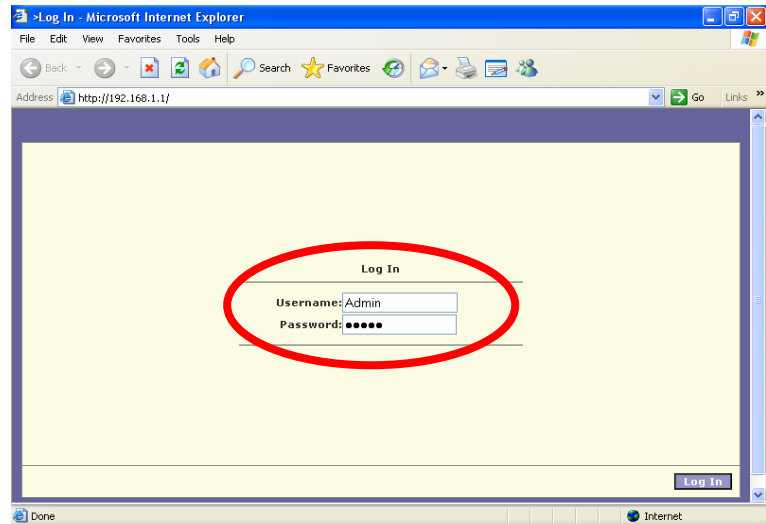 >Log In - Microsoft Internet Explorer
File Edit View Favorites Tools Help
Back Search Favorites
Address http://192.168.1.1/ Go Links »
Log In
Username: Admin
Password: •••••
Log In
Done Internet